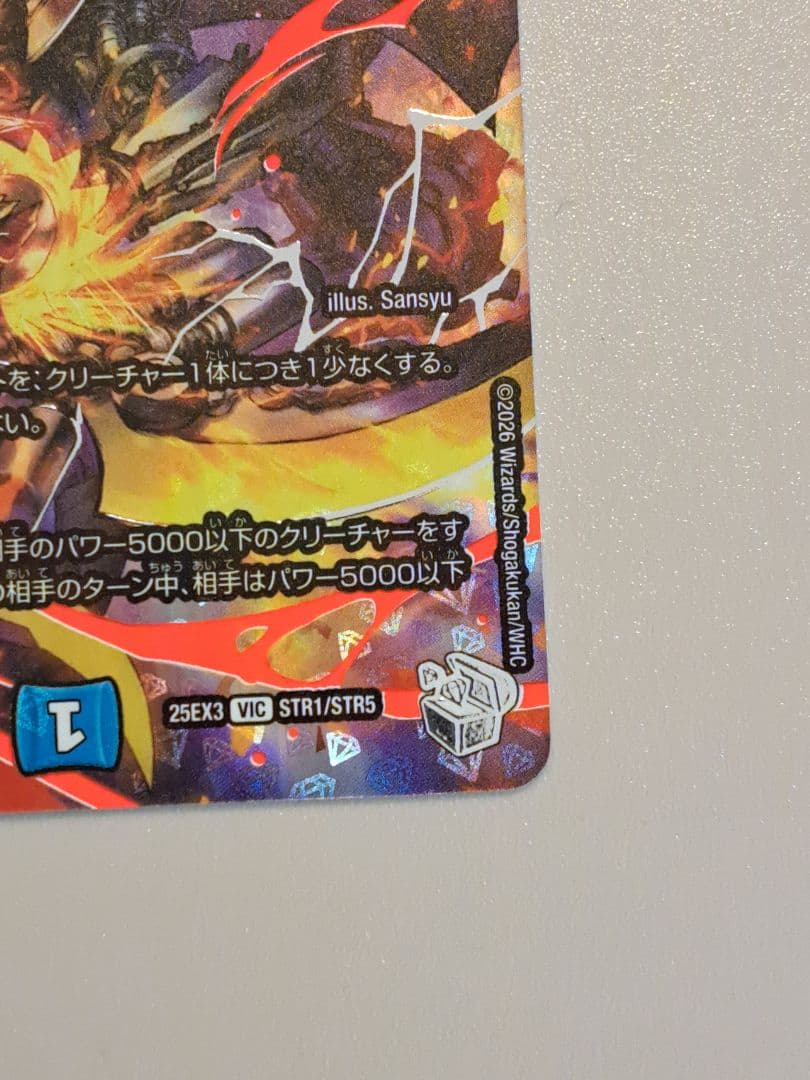 illus. Sansyu
を、クリーチャー1体につき1少なくする。
い。
©2026 Wizards/Shogakukan/WHC
相手のパワー5000以下のクリーチャーをす
の相手のターン中、相手はパワー5000以下
1
25EX3 VIC STR1/STR5